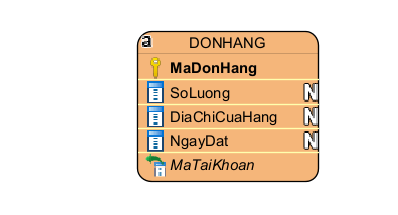 a DONHANG
MaDonHang
SoLuong N
DiaChiCuaHang N
NgayDat N
MaTaiKhoan